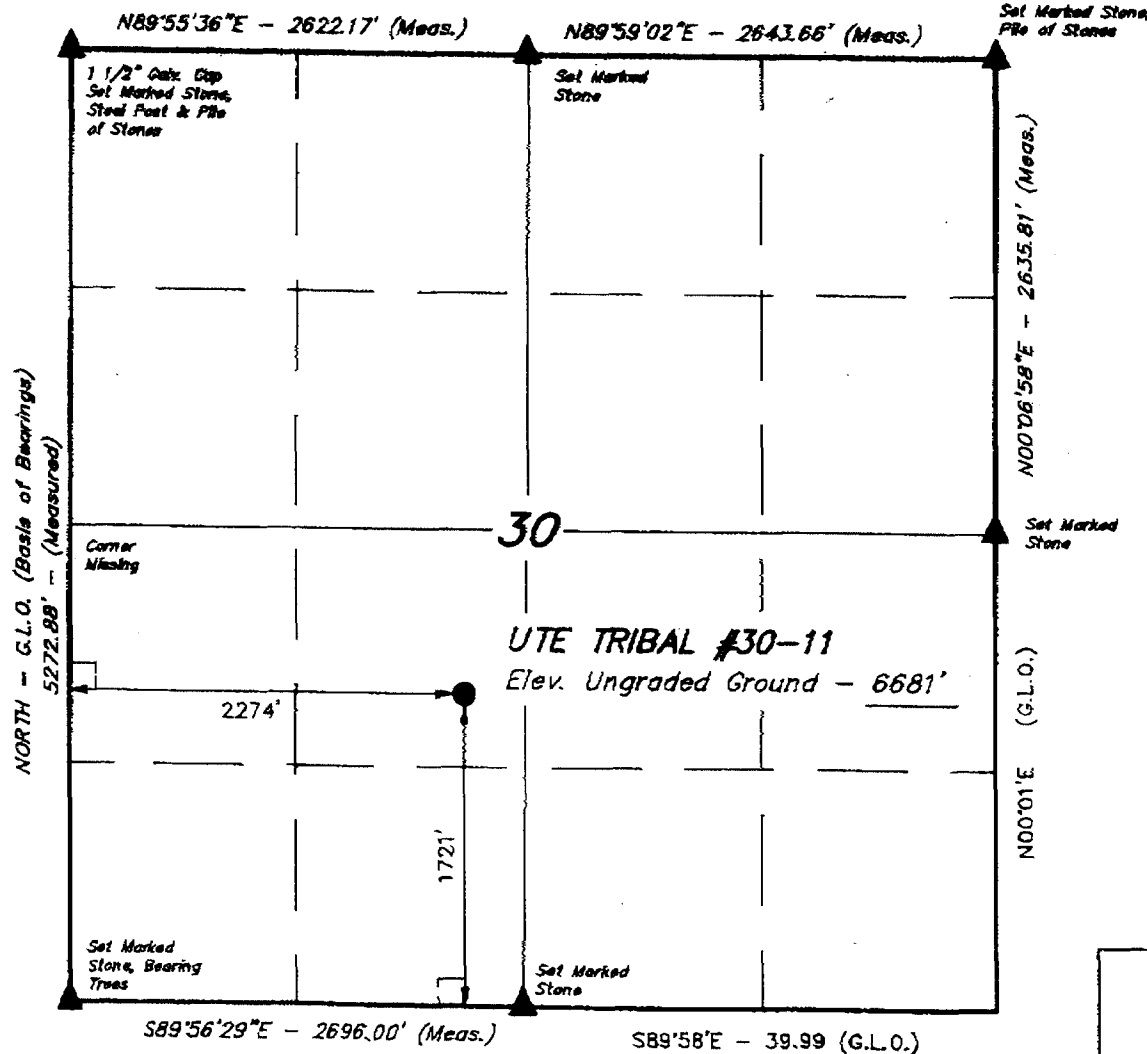 N89°55'36"E - 2622.17' (Meas.)
N89°59'02"E - 2643.66' (Meas.)
Set Marked Stone,
Pile of Stones
1 1/2" Galv. Cap
Set Marked Stone,
Steel Post & Pile
of Stones
Set Marked
Stone
N00°06'58"E - 2635.81' (Meas.)
NORTH - G.L.O. (Basis of Bearings)
5272.88' - (Measured)
Corner
Missing
30
Set Marked
Stone
UTE TRIBAL #30-11
Elev. Ungraded Ground - 6681'
2274'
1721'
N00°01'E (G.L.O.)
Set Marked
Stone, Bearing
Trees
Set Marked
Stone
S89°56'29"E - 2696.00' (Meas.)
S89°58'E - 39.99 (G.L.O.)